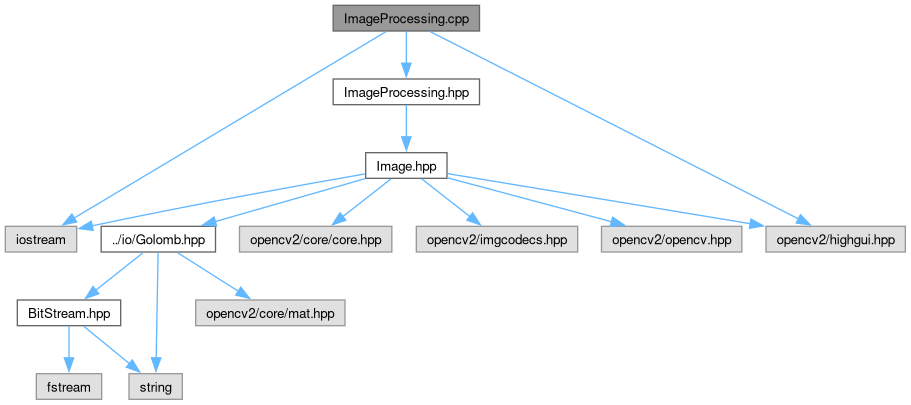 ImageProcessing.cpp
ImageProcessing.hpp
Image.hpp
iostream
../io/Golomb.hpp
opencv2/core/core.hpp
opencv2/imgcodecs.hpp
opencv2/opencv.hpp
opencv2/highgui.hpp
BitStream.hpp
opencv2/core/mat.hpp
fstream
string